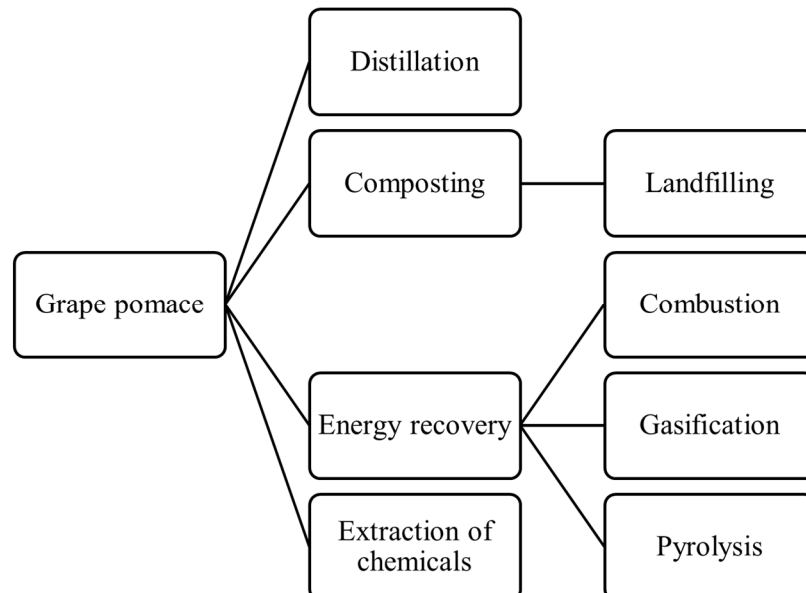 Distillation
Composting
Landfilling
Grape pomace
Combustion
Energy recovery
Gasification
Extraction of
chemicals
Pyrolysis